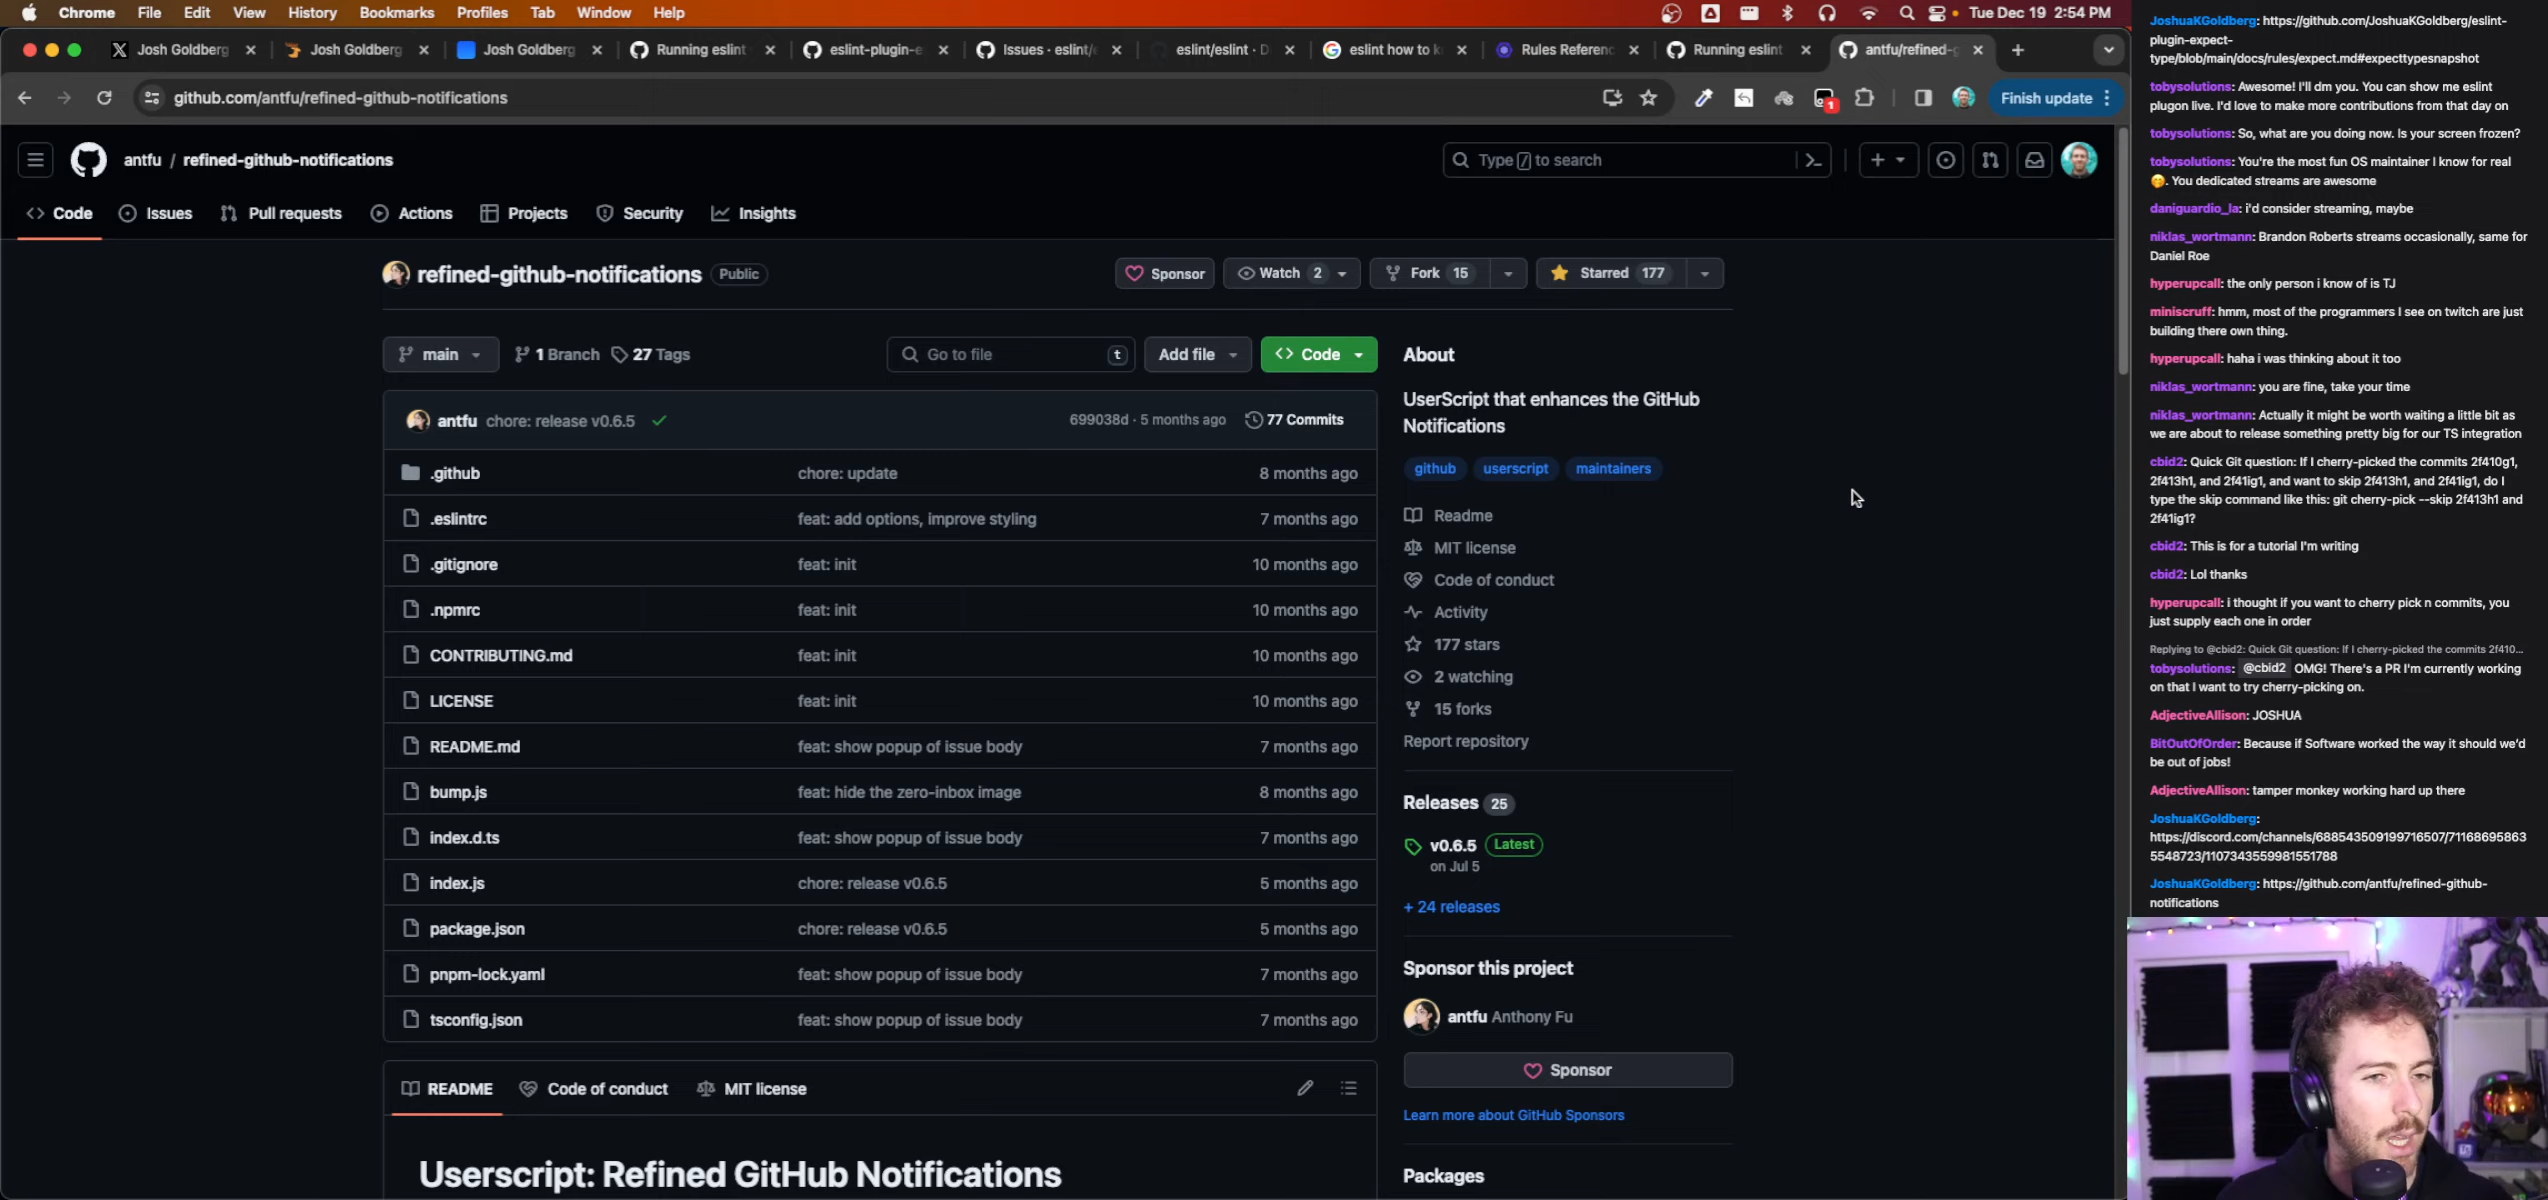 Chrome File Edit View History Bookmarks Profiles Tab Window Help
Tue Dec 19 2:54 PM
Josh Goldberg
Josh Goldberg
Josh Goldberg
Running eslint
eslint-plugin-e
Issues · eslint/e
eslint/eslint · D
eslint how to k
Rules Referenc
Running eslint
antfu/refined-g
github.com/antfu/refined-github-notifications
1
Finish update
antfu / refined-github-notifications
Type / to search
Code Issues Pull requests Actions Projects Security Insights
refined-github-notifications Public
Sponsor Watch 2 Fork 15 Starred 177
main 1 Branch 27 Tags
Go to file t Add file Code
antfu chore: release v0.6.5 699038d · 5 months ago 77 Commits
.github chore: update 8 months ago
.eslintrc feat: add options, improve styling 7 months ago
.gitignore feat: init 10 months ago
.npmrc feat: init 10 months ago
CONTRIBUTING.md feat: init 10 months ago
LICENSE feat: init 10 months ago
README.md feat: show popup of issue body 7 months ago
bump.js feat: hide the zero-inbox image 8 months ago
index.d.ts feat: show popup of issue body 7 months ago
index.js chore: release v0.6.5 5 months ago
package.json chore: release v0.6.5 5 months ago
pnpm-lock.yaml feat: show popup of issue body 7 months ago
tsconfig.json feat: show popup of issue body 7 months ago
README Code of conduct MIT license
Userscript: Refined GitHub Notifications
About
UserScript that enhances the GitHub
Notifications
github userscript maintainers
Readme
MIT license
Code of conduct
Activity
177 stars
2 watching
15 forks
Report repository
Releases 25
v0.6.5 Latest
on Jul 5
+ 24 releases
Sponsor this project
antfu Anthony Fu
Sponsor
Learn more about GitHub Sponsors
Packages
JoshuaKGoldberg: https://github.com/JoshuaKGoldberg/eslint-
plugin-expect-
type/blob/main/docs/rules/expect.md#expecttypesnapshot
tobysolutions: Awesome! I'll dm you. You can show me eslint
plugon live. I'd love to make more contributions from that day on
tobysolutions: So, what are you doing now. Is your screen frozen?
tobysolutions: You're the most fun OS maintainer I know for real
🤭. You dedicated streams are awesome
daniguardio_la: i'd consider streaming, maybe
niklas_wortmann: Brandon Roberts streams occasionally, same for
Daniel Roe
hyperupcall: the only person i know of is TJ
miniscruff: hmm, most of the programmers I see on twitch are just
building there own thing.
hyperupcall: haha i was thinking about it too
niklas_wortmann: you are fine, take your time
niklas_wortmann: Actually it might be worth waiting a little bit as
we are about to release something pretty big for our TS integration
cbid2: Quick Git question: If I cherry-picked the commits 2f410g1,
2f413h1, and 2f41ig1, and want to skip 2f413h1, and 2f41ig1, do I
type the skip command like this: git cherry-pick --skip 2f413h1 and
2f41ig1?
cbid2: This is for a tutorial I'm writing
cbid2: Lol thanks
hyperupcall: i thought if you want to cherry pick n commits, you
just supply each one in order
Replying to @cbid2: Quick Git question: If I cherry-picked the commits 2f410...
tobysolutions: @cbid2 OMG! There's a PR I'm currently working
on that I want to try cherry-picking on.
AdjectiveAllison: JOSHUA
BitOutOfOrder: Because if Software worked the way it should we'd
be out of jobs!
AdjectiveAllison: tamper monkey working hard up there
JoshuaKGoldberg:
https://discord.com/channels/688543509199716507/71168695863
5548723/1107343559981551788
JoshuaKGoldberg: https://github.com/antfu/refined-github-
notifications